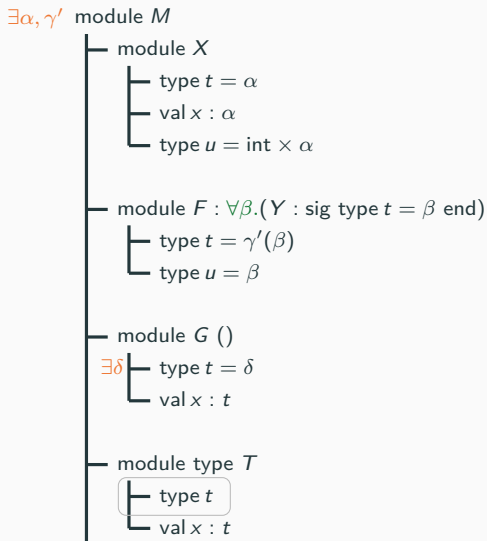 ∃α, γ′ module M
module X
type t = α
val x : α
type u = int × α
module F : ∀β.(Y : sig type t = β end)
type t = γ′(β)
type u = β
module G ()
∃δ type t = δ
val x : t
module type T
type t
val x : t